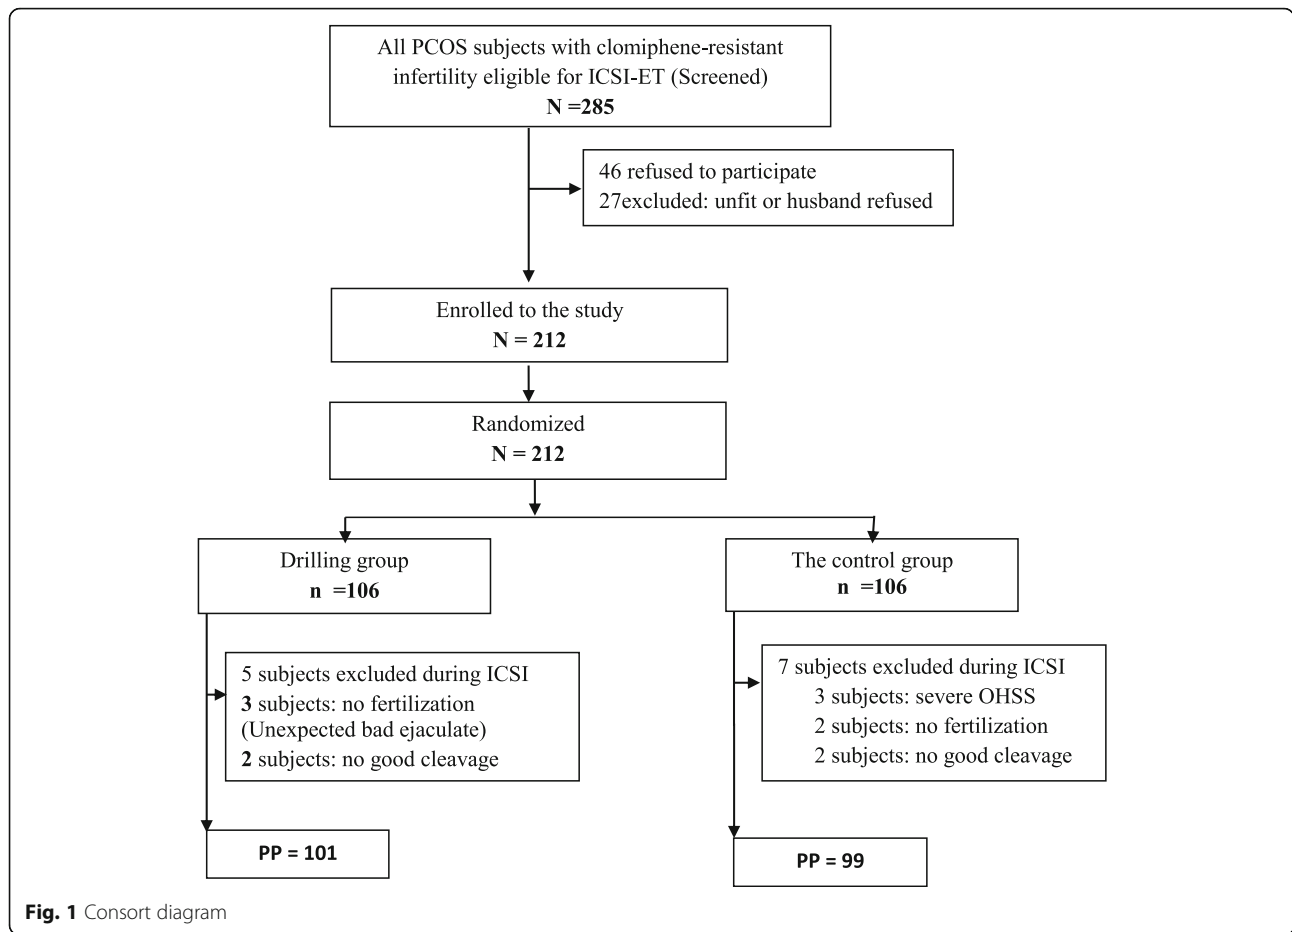 All PCOS subjects with clomiphene-resistant
infertility eligible for ICSI-ET (Screened)
N =285
46 refused to participate
27excluded: unfit or husband refused
Enrolled to the study
N = 212
Randomized
N = 212
Drilling group
n =106
The control group
n =106
5 subjects excluded during ICSI
3 subjects: no fertilization
(Unexpected bad ejaculate)
2 subjects: no good cleavage
7 subjects excluded during ICSI
3 subjects: severe OHSS
2 subjects: no fertilization
2 subjects: no good cleavage
PP = 101
PP = 99
Fig. 1 Consort diagram